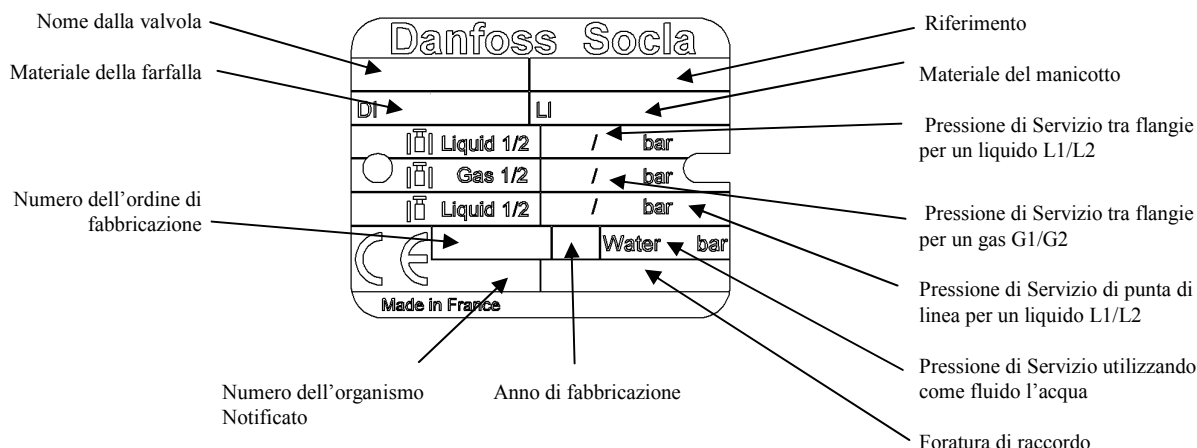 Nome dalla valvola
Materiale della farfalla
Numero dell'ordine di
fabbricazione
Danfoss Socla
DI
LI
Liquid 1/2 / bar
Gas 1/2 / bar
Liquid 1/2 / bar
CE
Water bar
Made in France
Riferimento
Materiale del manicotto
Pressione di Servizio tra flangie
per un liquido L1/L2
Pressione di Servizio tra flangie
per un gas G1/G2
Pressione di Servizio di punta di
linea per un liquido L1/L2
Pressione di Servizio utilizzando
come fluido l'acqua
Foratura di raccordo
Numero dell'organismo
Notificato
Anno di fabbricazione